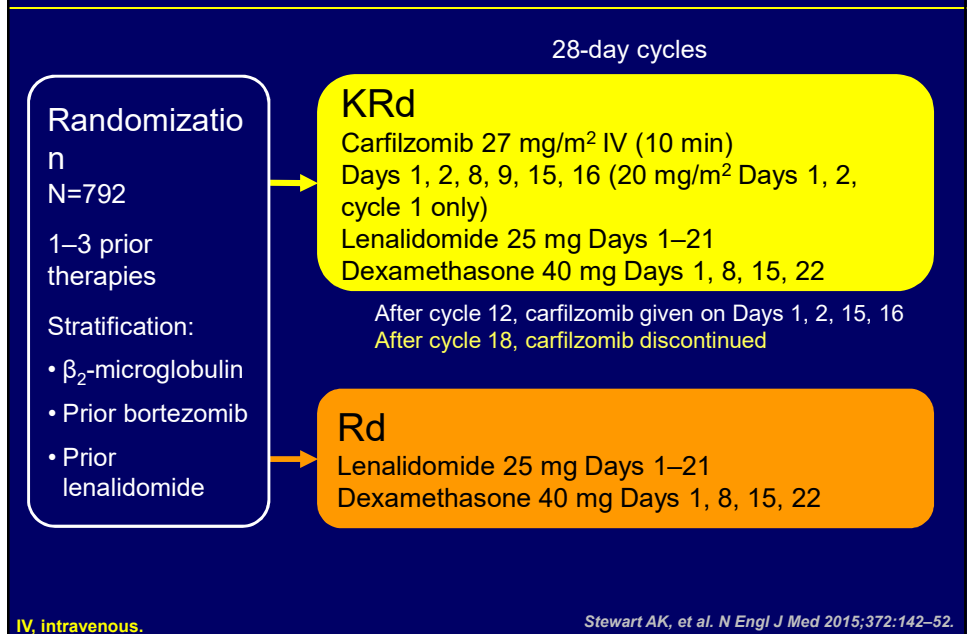 28-day cycles
Randomizatio
n
N=792
1–3 prior
therapies
Stratification:
• β₂-microglobulin
• Prior bortezomib
• Prior
lenalidomide
KRd
Carfilzomib 27 mg/m² IV (10 min)
Days 1, 2, 8, 9, 15, 16 (20 mg/m² Days 1, 2,
cycle 1 only)
Lenalidomide 25 mg Days 1–21
Dexamethasone 40 mg Days 1, 8, 15, 22
After cycle 12, carfilzomib given on Days 1, 2, 15, 16
After cycle 18, carfilzomib discontinued
Rd
Lenalidomide 25 mg Days 1–21
Dexamethasone 40 mg Days 1, 8, 15, 22
IV, intravenous.
Stewart AK, et al. N Engl J Med 2015;372:142–52.